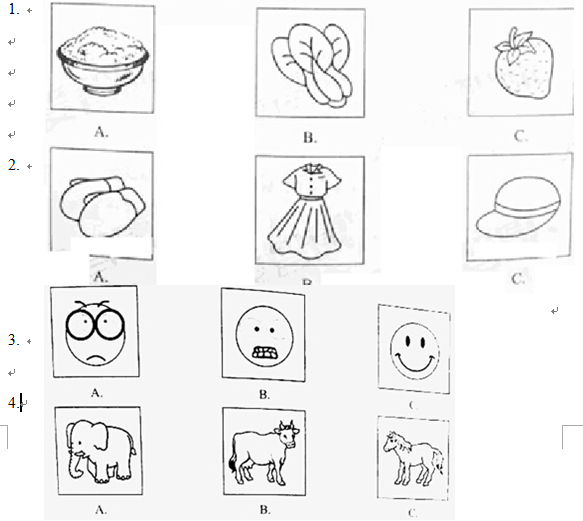 1.
A. B. C.
2.
A. B. C.
3.
A. B. C.
4.
A. B. C.